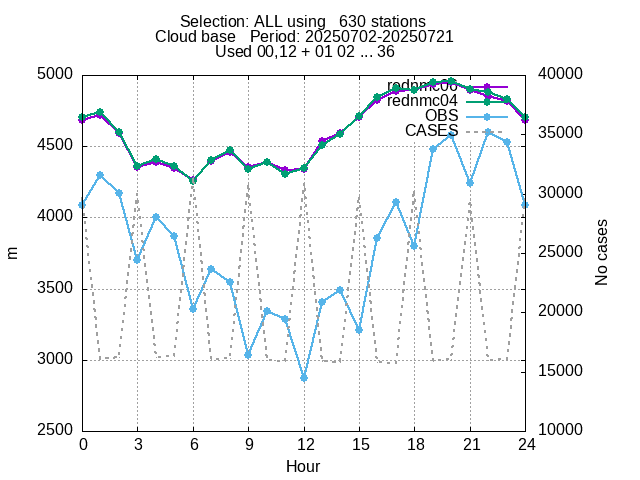 Selection: ALL using   630 stations
Cloud base   Period: 20250702-20250721
Used 00,12 + 01 02 ... 36
5000
4500
4000
3500
3000
2500
40000
35000
30000
25000
20000
15000
10000
rednmc06
rednmc04
OBS
CASES
m
No cases
0 3 6 9 12 15 18 21 24
Hour